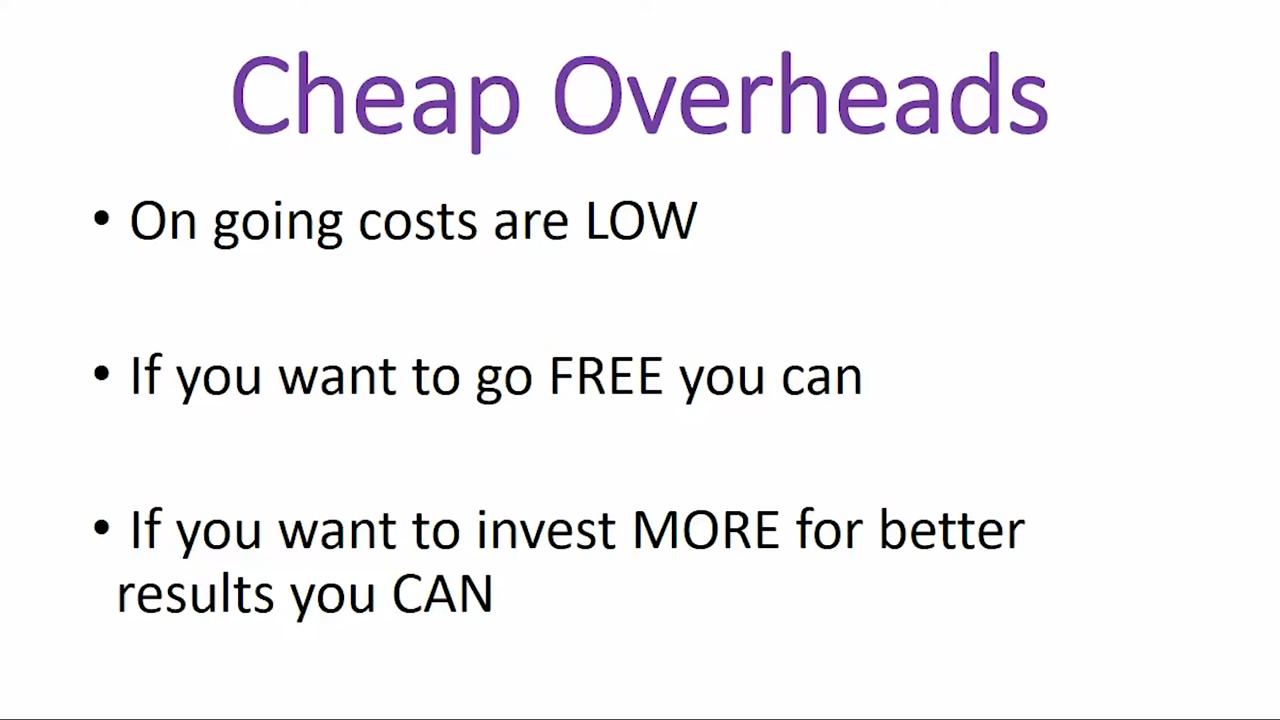 Cheap Overheads
• On going costs are LOW
• If you want to go FREE you can
• If you want to invest MORE for better
results you CAN